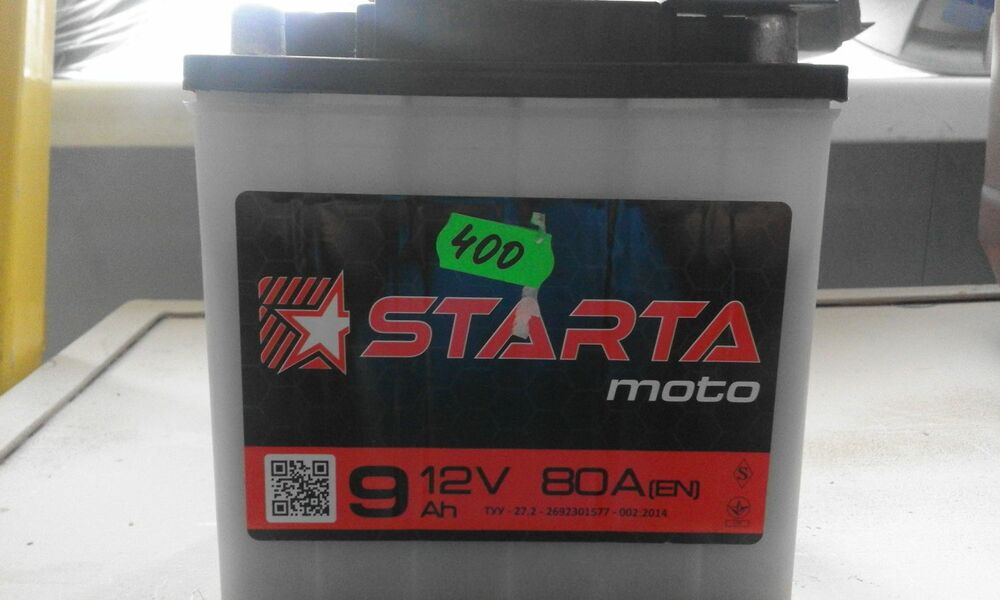 400
STARTA
moto
9 Ah 12V 80A (EN)
ТУУ - 27.2 - 2692301577 - 002:2014
S